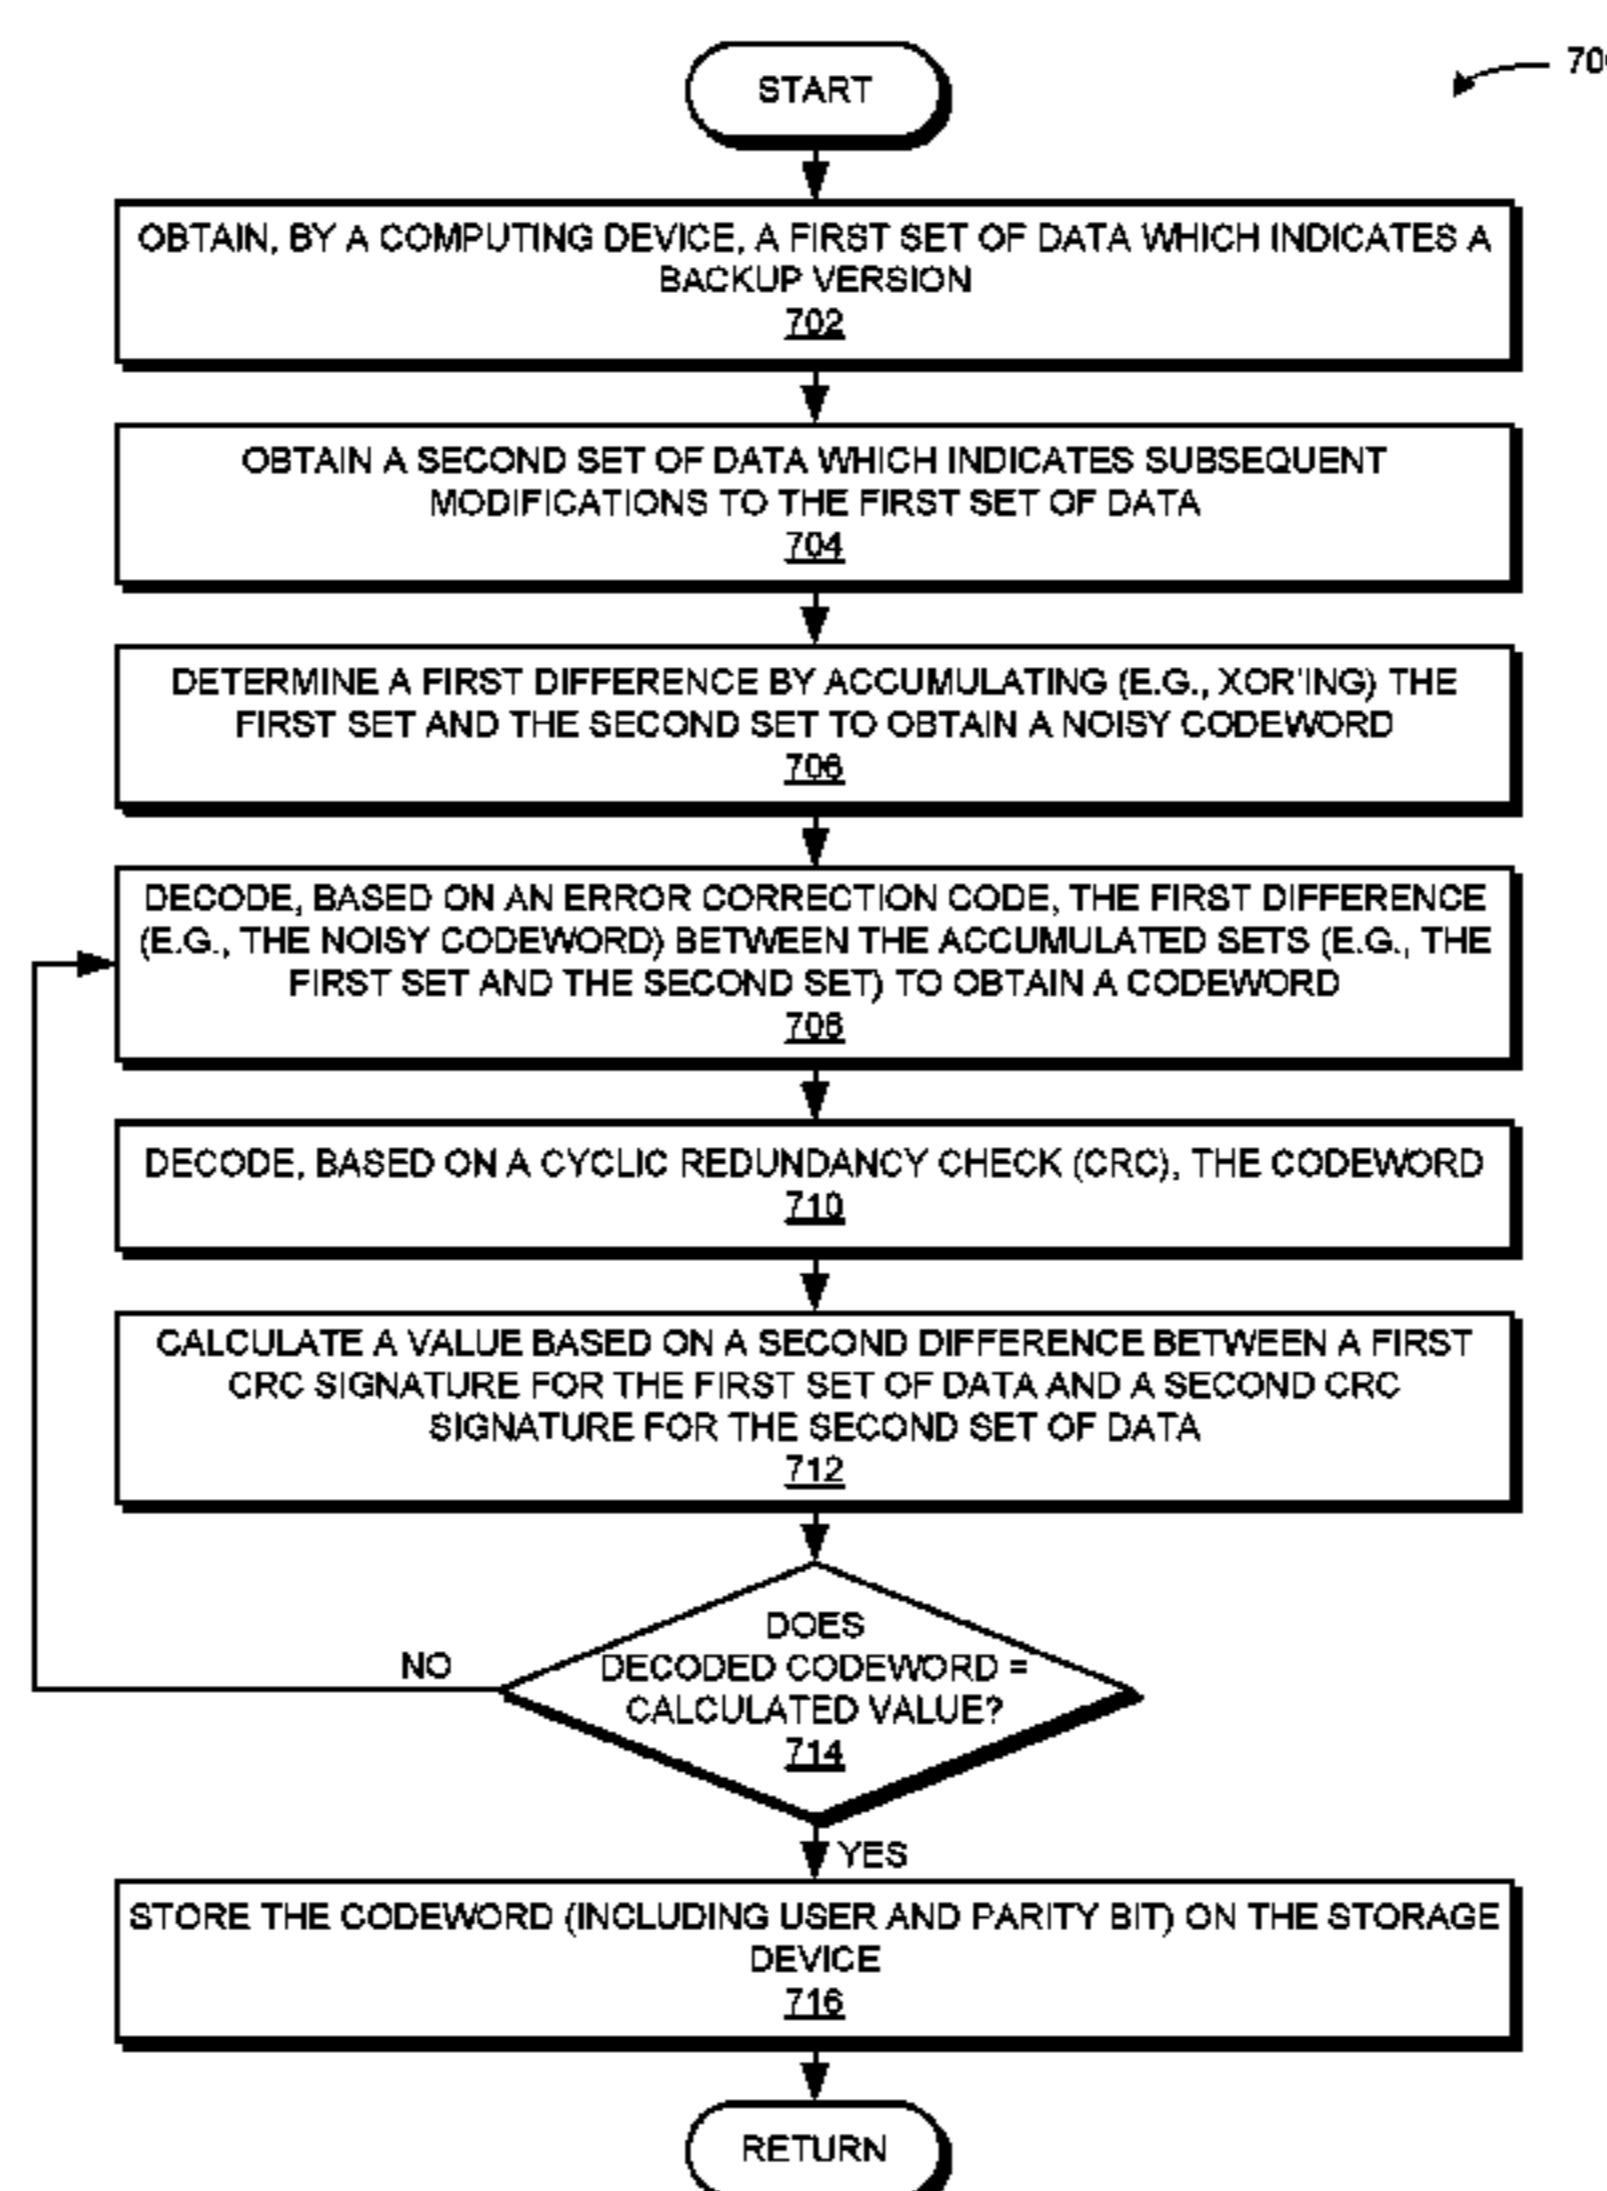 START
OBTAIN, BY A COMPUTING DEVICE, A FIRST SET OF DATA WHICH INDICATES A
BACKUP VERSION
702
OBTAIN A SECOND SET OF DATA WHICH INDICATES SUBSEQUENT
MODIFICATIONS TO THE FIRST SET OF DATA
704
DETERMINE A FIRST DIFFERENCE BY ACCUMULATING (E.G., XOR'ING) THE
FIRST SET AND THE SECOND SET TO OBTAIN A NOISY CODEWORD
706
DECODE, BASED ON AN ERROR CORRECTION CODE, THE FIRST DIFFERENCE
(E.G., THE NOISY CODEWORD) BETWEEN THE ACCUMULATED SETS (E.G., THE
FIRST SET AND THE SECOND SET) TO OBTAIN A CODEWORD
708
DECODE, BASED ON A CYCLIC REDUNDANCY CHECK (CRC), THE CODEWORD
710
CALCULATE A VALUE BASED ON A SECOND DIFFERENCE BETWEEN A FIRST
CRC SIGNATURE FOR THE FIRST SET OF DATA AND A SECOND CRC
SIGNATURE FOR THE SECOND SET OF DATA
712
DOES
NO
DECODED CODEWORD =
CALCULATED VALUE?
714
YES
STORE THE CODEWORD (INCLUDING USER AND PARITY BIT) ON THE STORAGE
DEVICE
716
RETURN